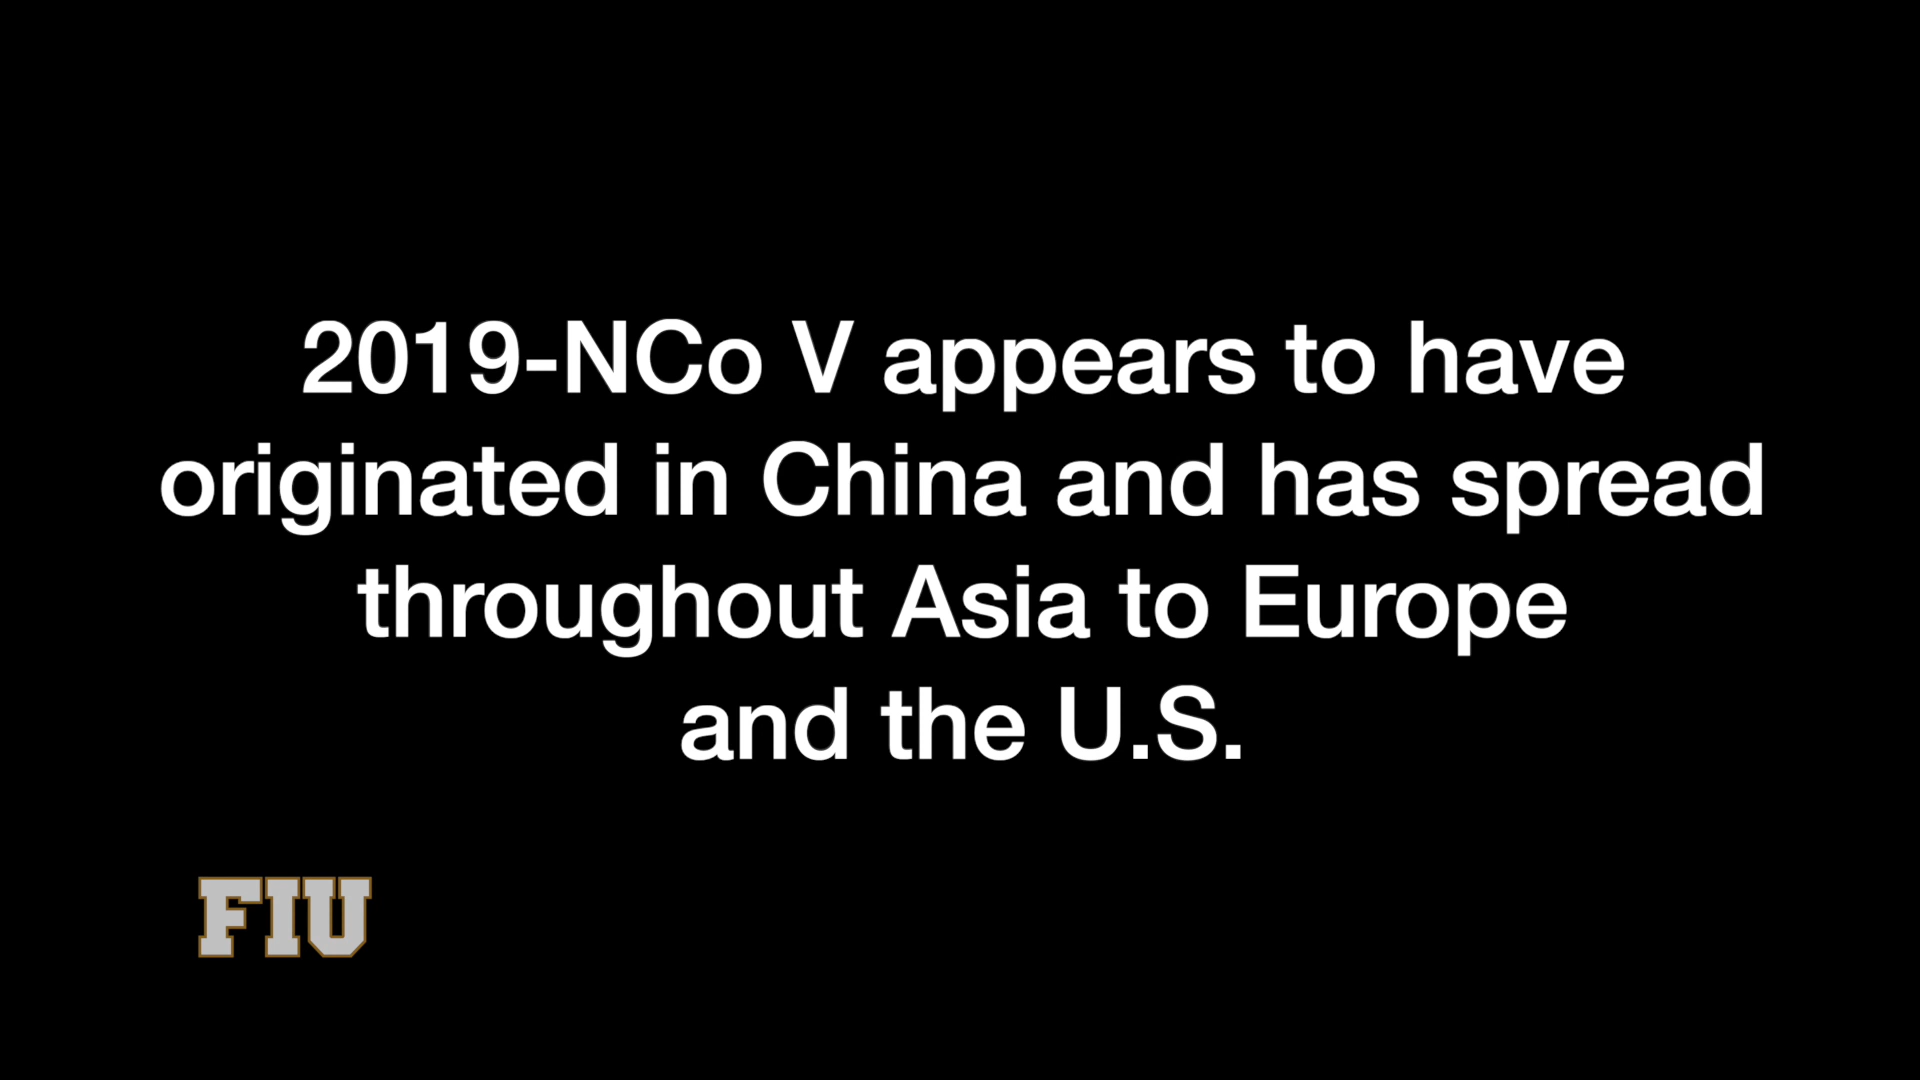 2019-NCo V appears to have
originated in China and has spread
throughout Asia to Europe
and the U.S.
FIU